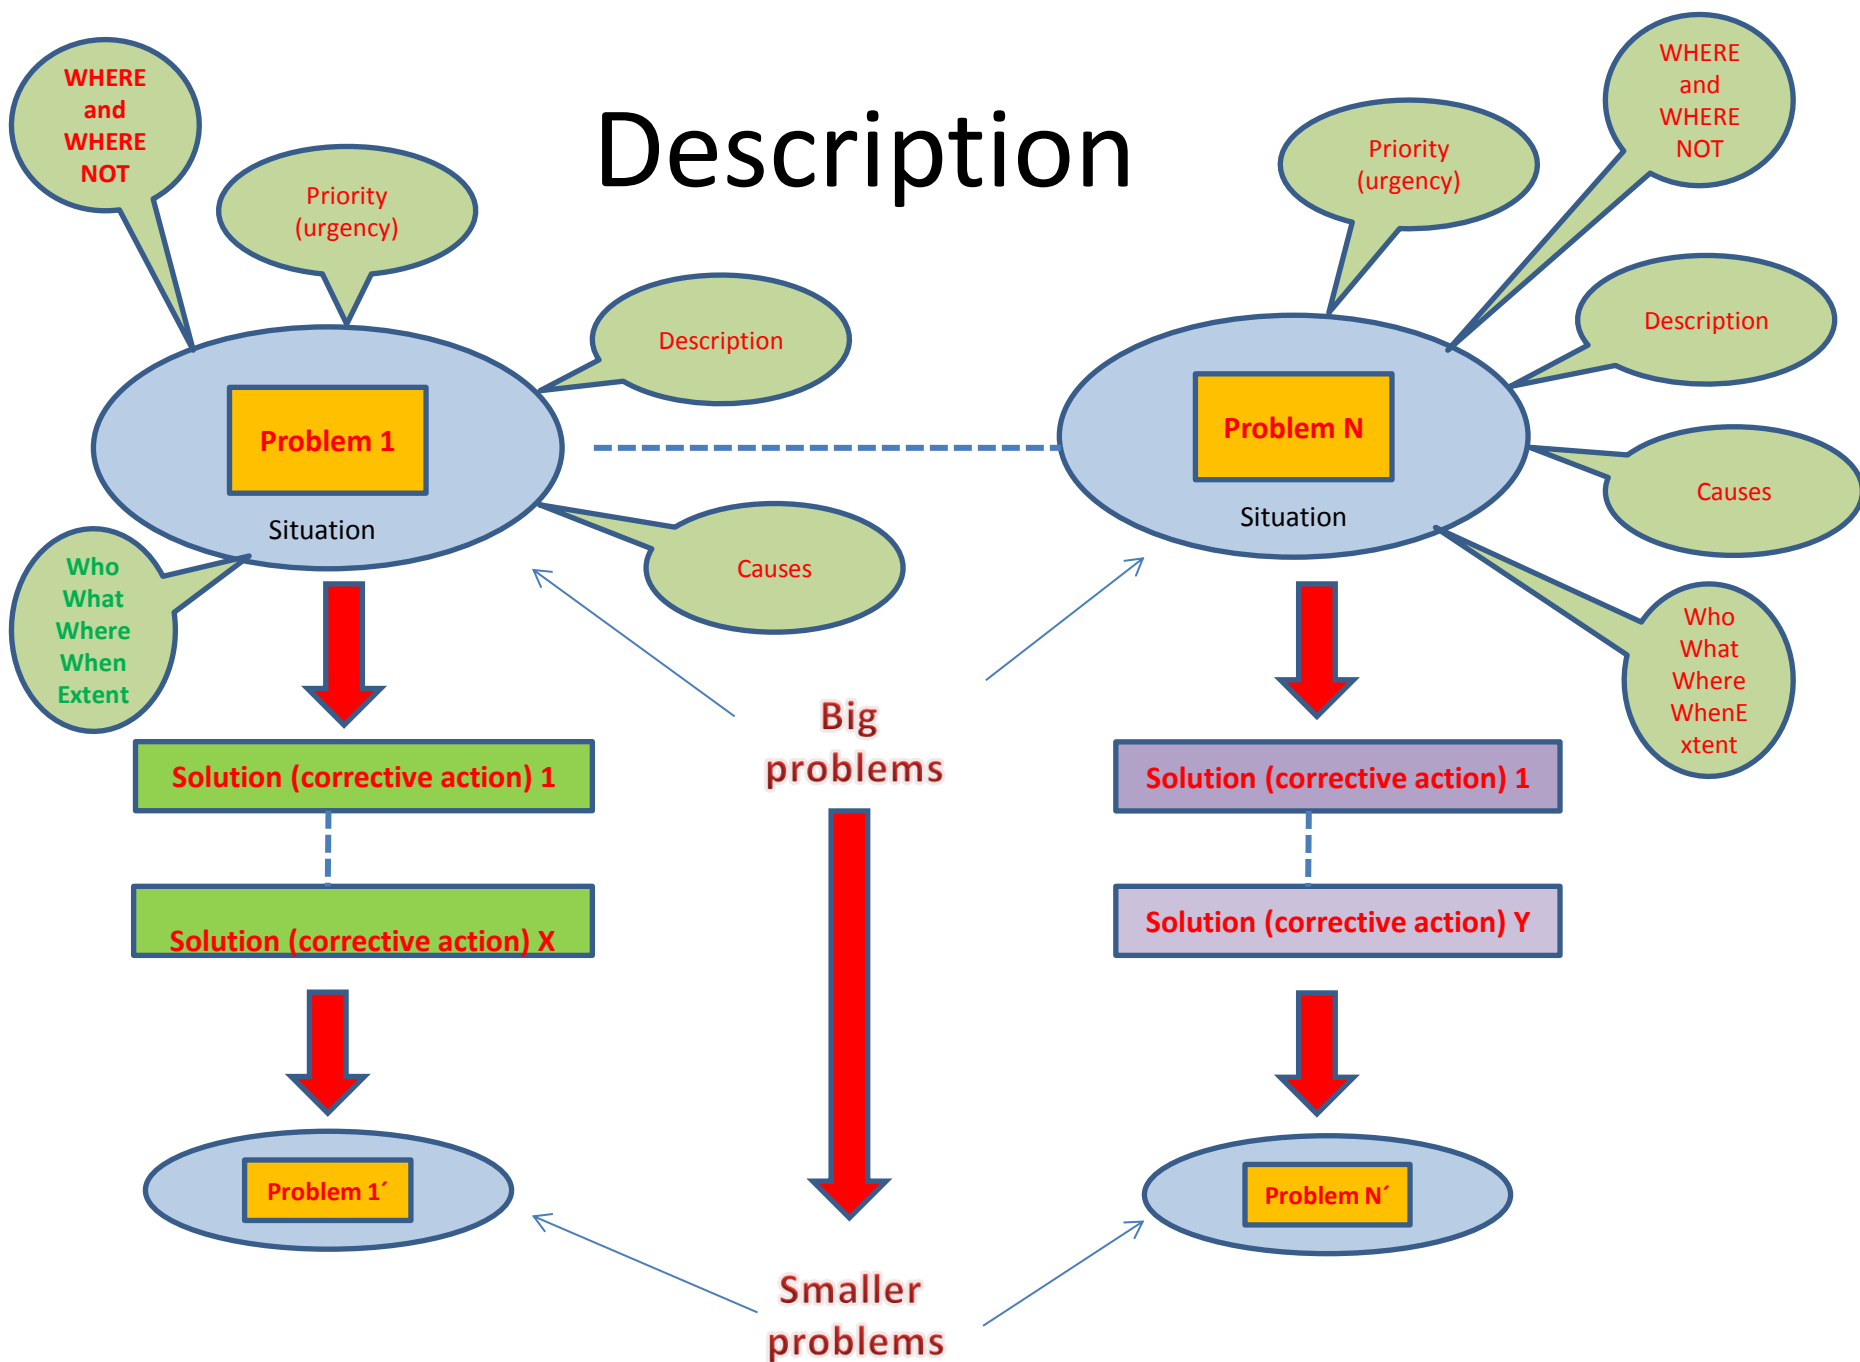 Description
WHERE
and
WHERE
NOT
Priority
(urgency)
Description
Problem 1
Situation
Causes
Who
What
Where
When
Extent
Solution (corrective action) 1
Solution (corrective action) X
Problem 1´
Big
problems
Smaller
problems
Priority
(urgency)
WHERE
and
WHERE
NOT
Description
Problem N
Situation
Causes
Who
What
Where
WhenE
xtent
Solution (corrective action) 1
Solution (corrective action) Y
Problem N´